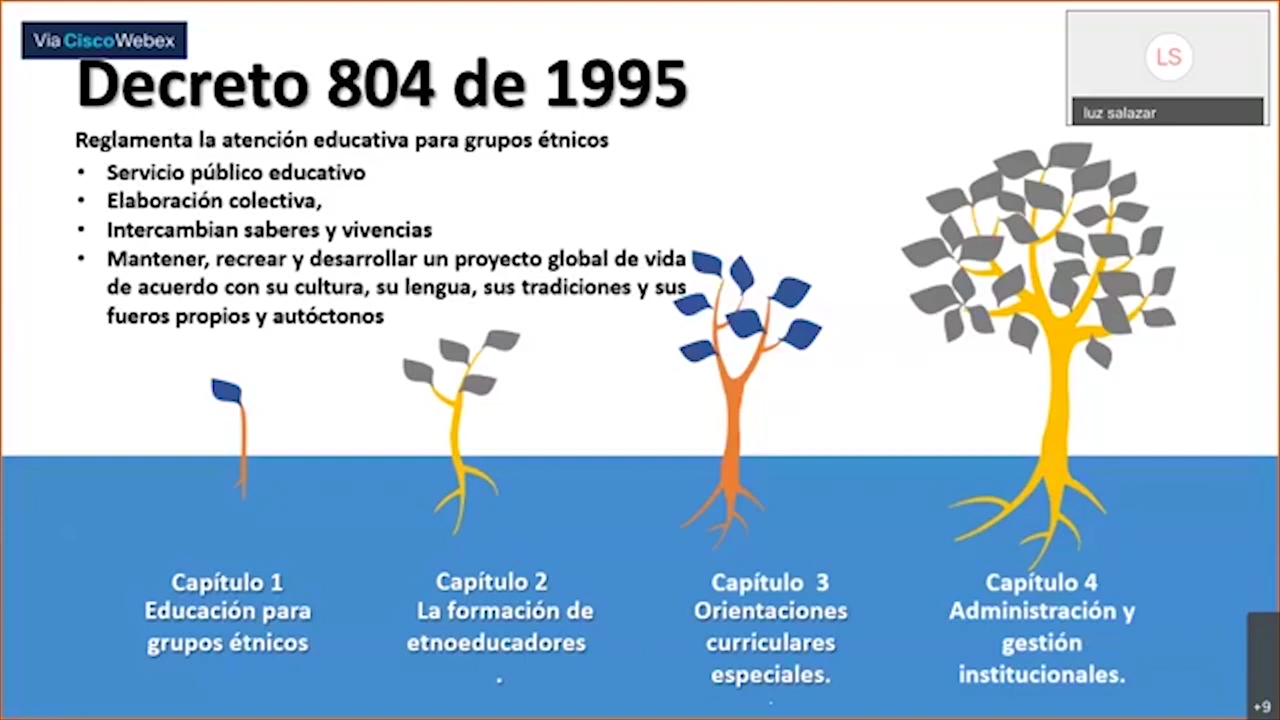 Vía CiscoWebex
LS
luz salazar
Decreto 804 de 1995
Reglamenta la atención educativa para grupos étnicos
• Servicio público educativo
• Elaboración colectiva,
• Intercambian saberes y vivencias
• Mantener, recrear y desarrollar un proyecto global de vida
de acuerdo con su cultura, su lengua, sus tradiciones y sus
fueros propios y autóctonos
Capítulo 1
Educación para
grupos étnicos
Capítulo 2
La formación de
etnoeducadores
.
Capítulo 3
Orientaciones
curriculares
especiales.
.
Capítulo 4
Administración y
gestión
institucionales.
+9